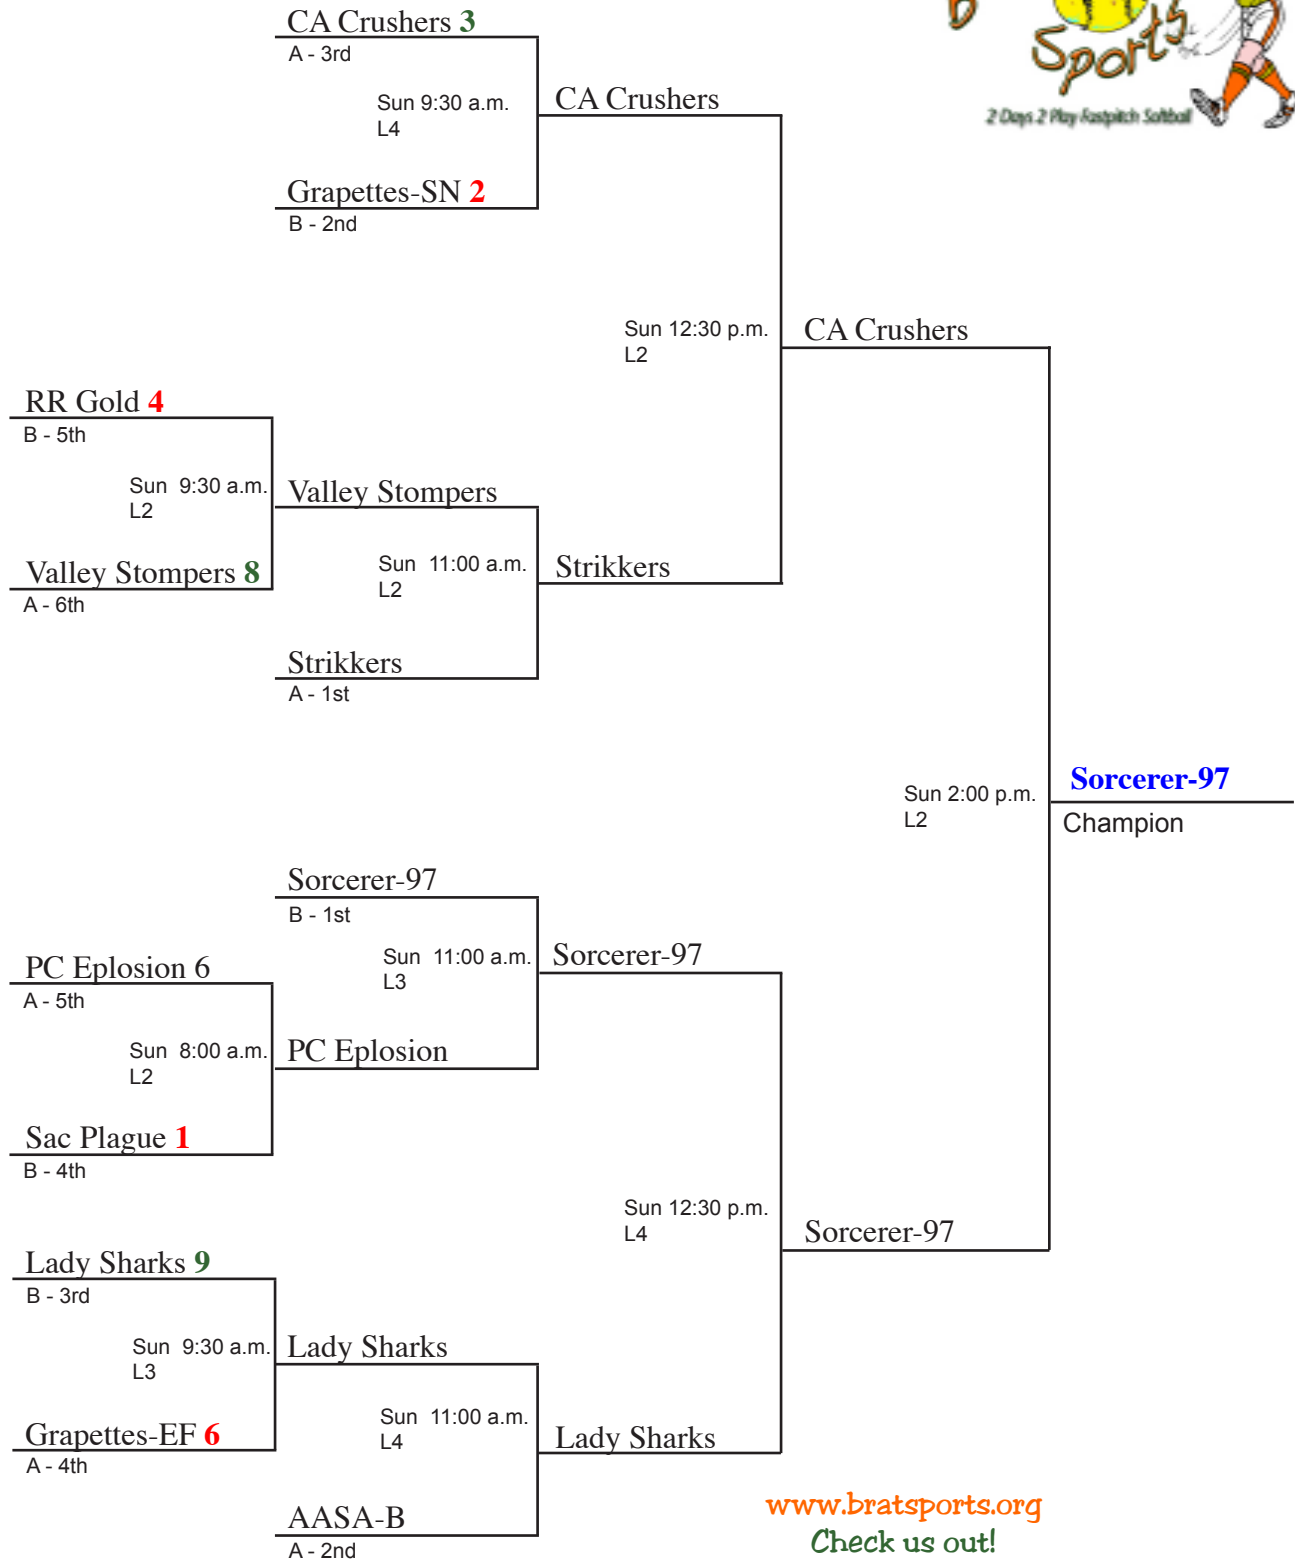 CA Crushers 3
A - 3rd
Sun 9:30 a.m.
L4
CA Crushers
Grapettes-SN 2
B - 2nd
B
Sports
2 Days 2 Play Fastpitch Softball
Sun 12:30 p.m.
L2
CA Crushers
RR Gold 4
B - 5th
Sun 9:30 a.m.
L2
Valley Stompers
Valley Stompers 8
A - 6th
Sun 11:00 a.m.
L2
Strikkers
Strikkers
A - 1st
Sun 2:00 p.m.
L2
Sorcerer-97
Champion
Sorcerer-97
B - 1st
PC Eplosion 6
A - 5th
Sun 11:00 a.m.
L3
Sorcerer-97
Sun 8:00 a.m.
L2
PC Eplosion
Sac Plague 1
B - 4th
Sun 12:30 p.m.
L4
Sorcerer-97
Lady Sharks 9
B - 3rd
Sun 9:30 a.m.
L3
Lady Sharks
Grapettes-EF 6
A - 4th
Sun 11:00 a.m.
L4
Lady Sharks
AASA-B
A - 2nd
www.bratsports.org
Check us out!